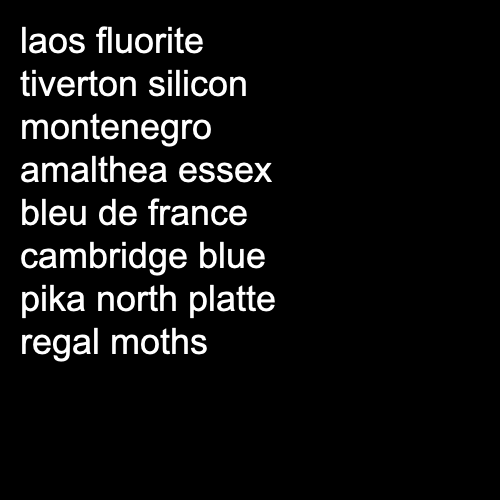 laos fluorite
tiverton silicon
montenegro
amalthea essex
bleu de france
cambridge blue
pika north platte
regal moths